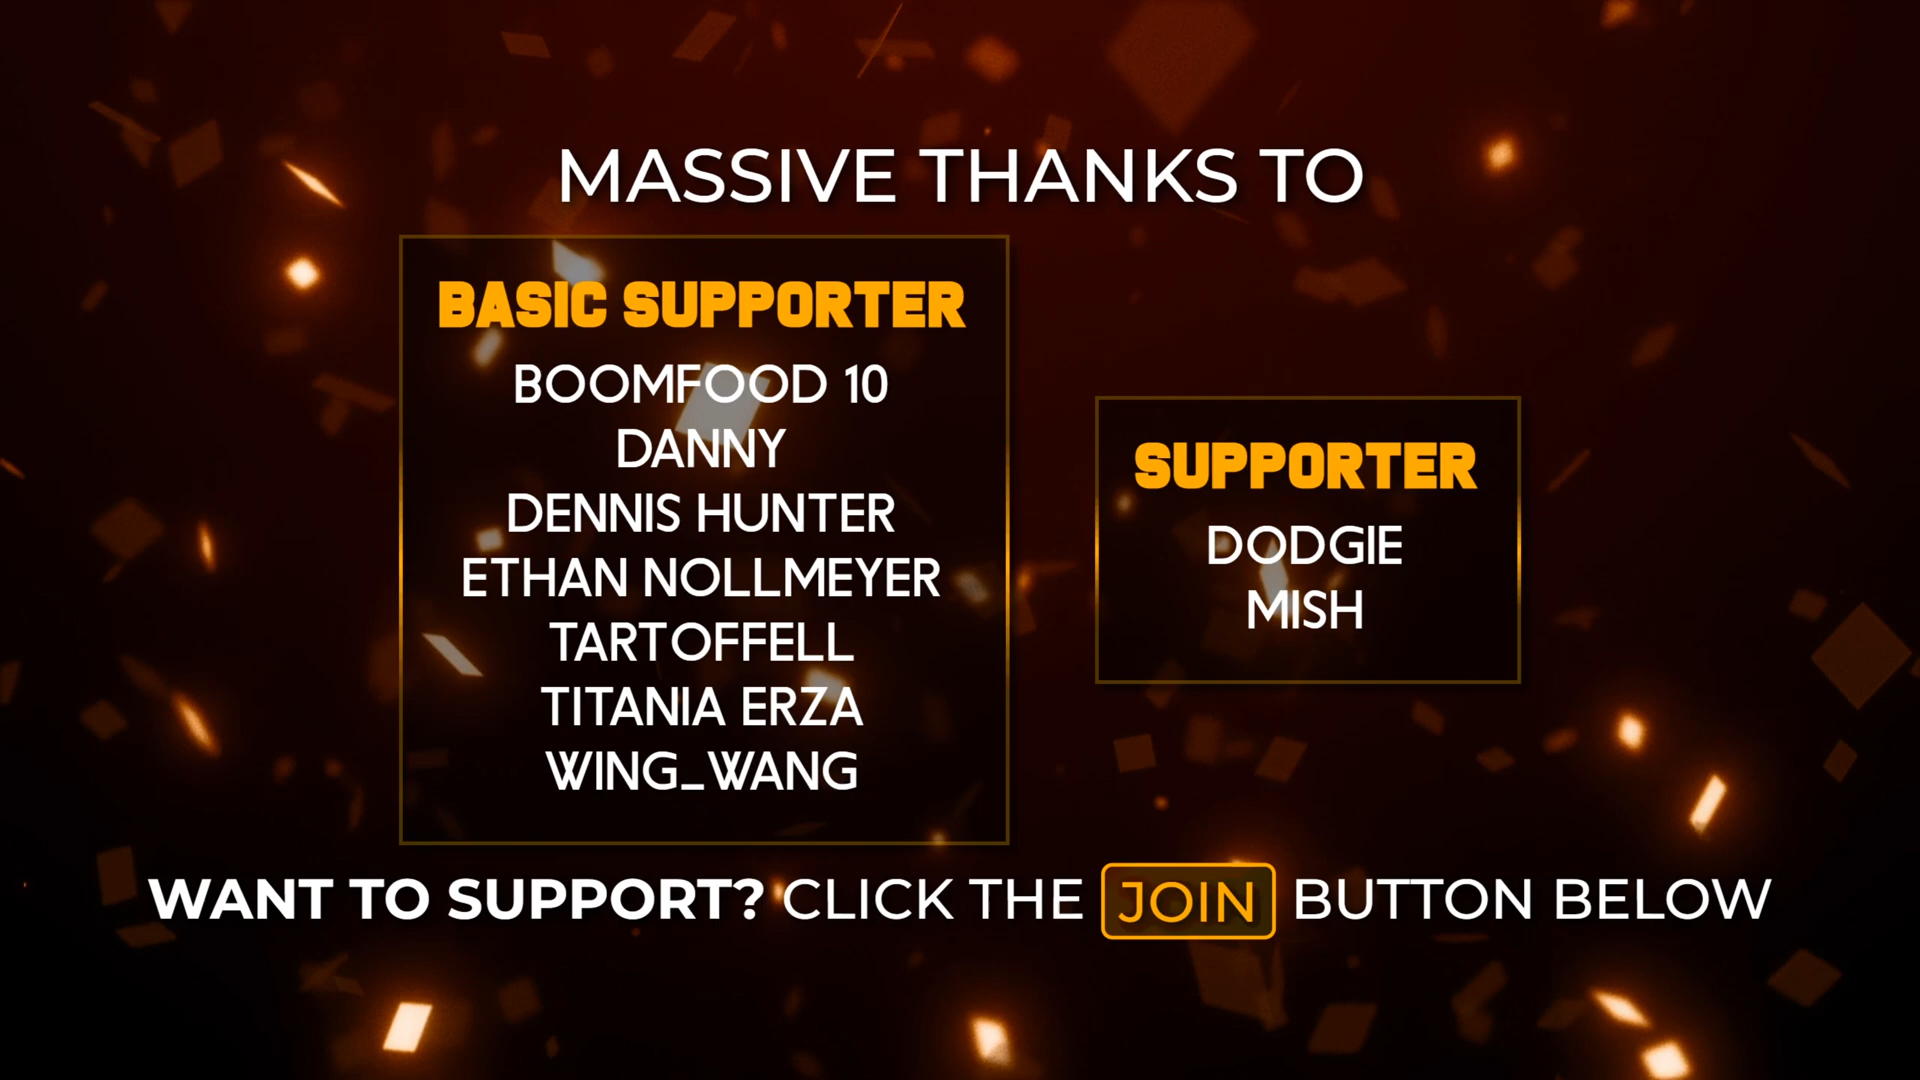 MASSIVE THANKS TO
BASIC SUPPORTER
BOOMFOOD 10
DANNY
DENNIS HUNTER
ETHAN NOLLMEYER
TARTOFFELL
TITANIA ERZA
WING_WANG
SUPPORTER
DODGIE
MISH
WANT TO SUPPORT? CLICK THE JOIN BUTTON BELOW